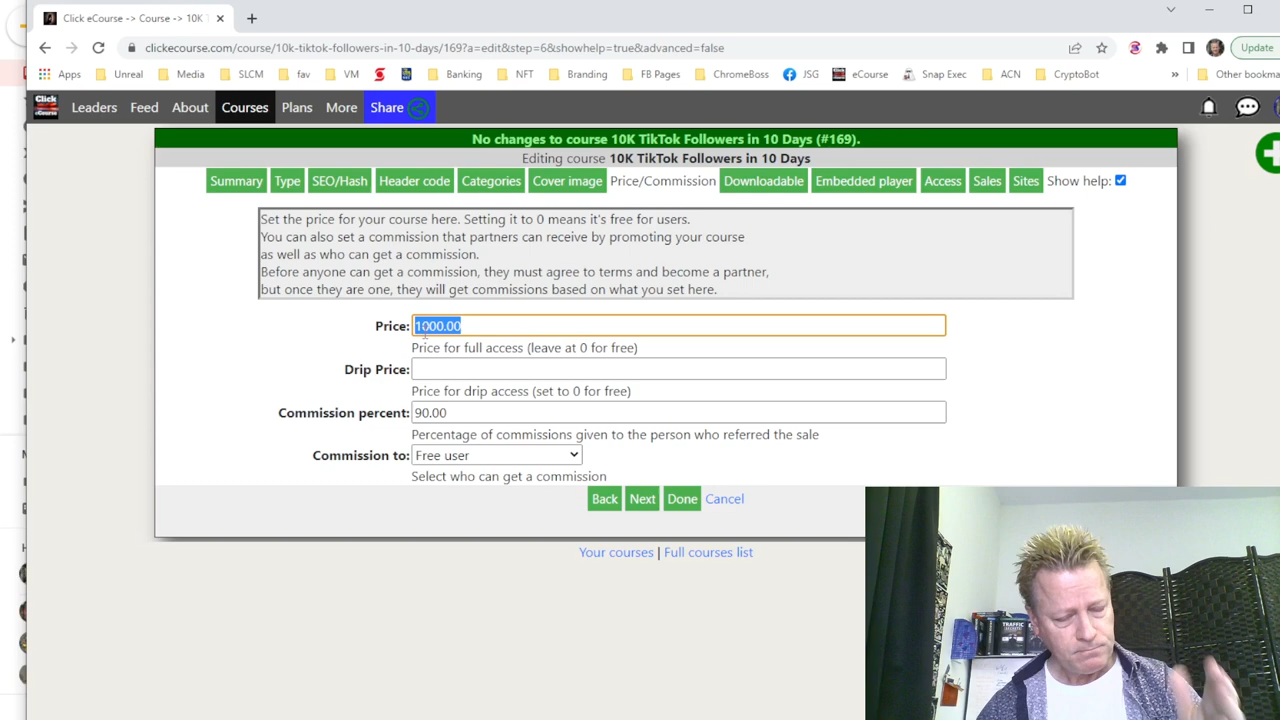 Click eCourse -> Course -> 10K T
clickecourse.com/course/10k-tiktok-followers-in-10-days/169?a=edit&step=6&showhelp=true&advanced=false
Update
Apps Unreal Media SLCM fav VM Banking NFT Branding FB Pages ChromeBoss JSG eCourse Snap Exec ACN CryptoBot » Other bookma
Leaders Feed About Courses Plans More Share
No changes to course 10K TikTok Followers in 10 Days (#169).
Editing course 10K TikTok Followers in 10 Days
Summary Type SEO/Hash Header code Categories Cover image Price/Commission Downloadable Embedded player Access Sales Sites Show help:
Set the price for your course here. Setting it to 0 means it's free for users.
You can also set a commission that partners can receive by promoting your course
as well as who can get a commission.
Before anyone can get a commission, they must agree to terms and become a partner,
but once they are one, they will get commissions based on what you set here.
Price: 1000.00
Price for full access (leave at 0 for free)
Drip Price:
Price for drip access (set to 0 for free)
Commission percent: 90.00
Percentage of commissions given to the person who referred the sale
Commission to: Free user
Select who can get a commission
Back Next Done Cancel
Your courses | Full courses list
TRAFFIC
SECRETS